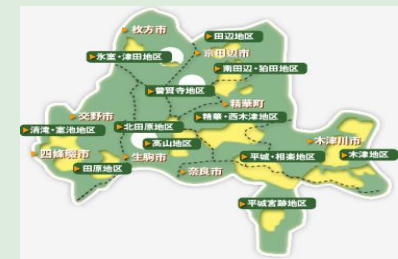 ▶枚方市
▶田辺地区
▶氷室・津田地区
▶京田辺市
▶南田辺・狛田地区
▶普賢寺地区
▶精華町
▶交野市
▶清滝・室池地区
▶北田原地区
▶精華・西木津地区
▶木津川市
▶高山地区
▶四條畷市
▶生駒市
▶平城・相楽地区
▶木津地区
▶田原地区
▶奈良市
▶平城宮跡地区